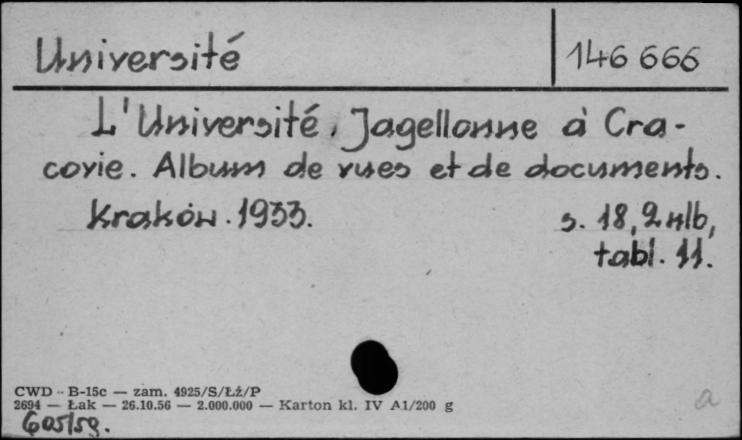 Université 146 666
L'Université, Jagellonne à Cra-
covie. Album de vues et de documents.
Kraków. 1933. s. 18, 2 nlb,
tabl. 11.
CWD - B-15c — zam. 4925/S/Łź/P
2694 — Łak — 26.10.56 — 2.000.000 — Karton kl. IV A1/200 g
605/59. a